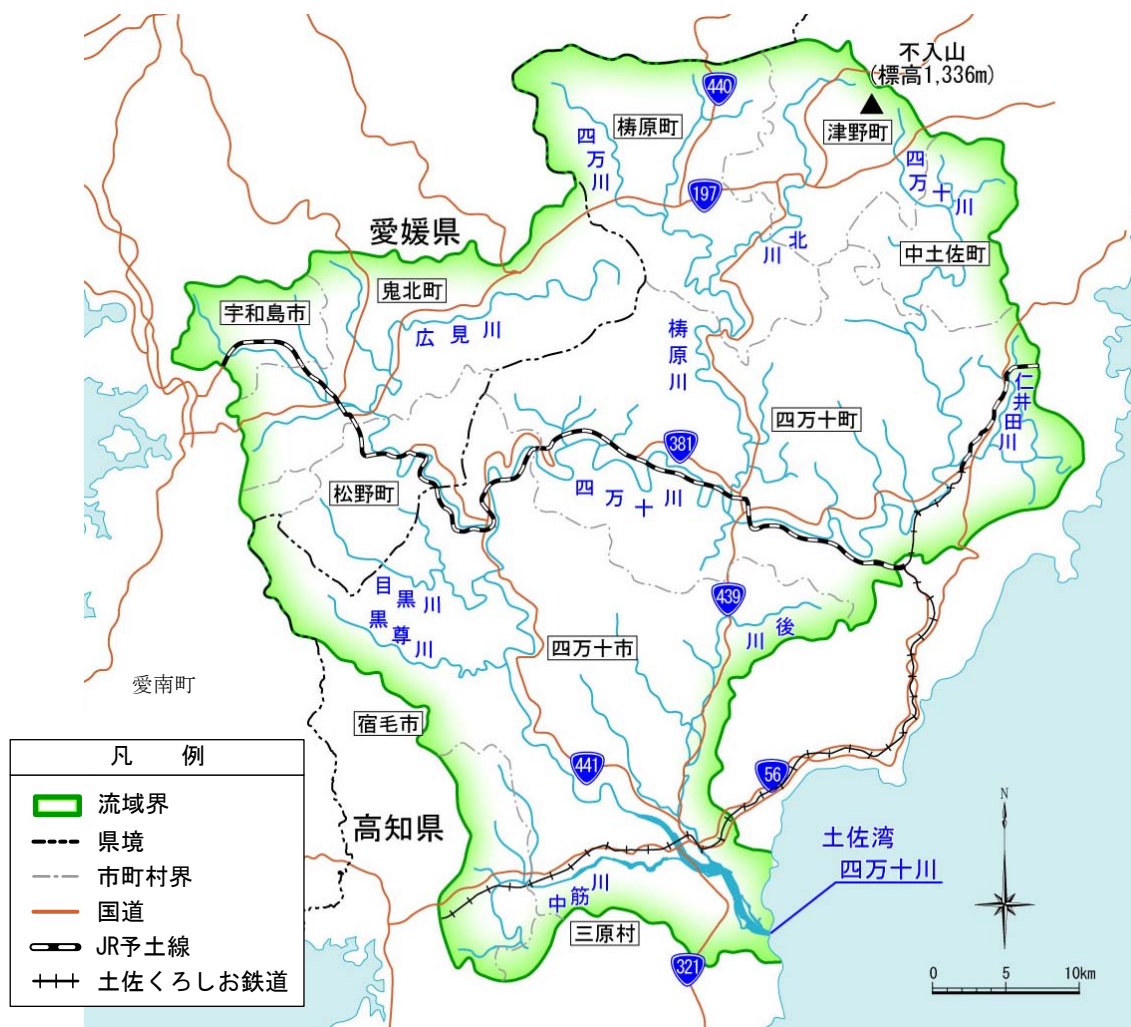 不入山
(標高1,336m)
440
梼原町
津野町
四万川
四万十川
197
愛媛県
北川
中土佐町
鬼北町
宇和島市
広見川
梼原川
仁井田川
四万十町
381
四万十川
松野町
目黒川
439
黒尊川
後川
四万十市
愛南町
宿毛市
441
56
高知県
土佐湾
四万十川
中筋川
三原村
321
N
0 5 10km
凡 例
流域界
県境
市町村界
国道
JR予土線
土佐くろしお鉄道